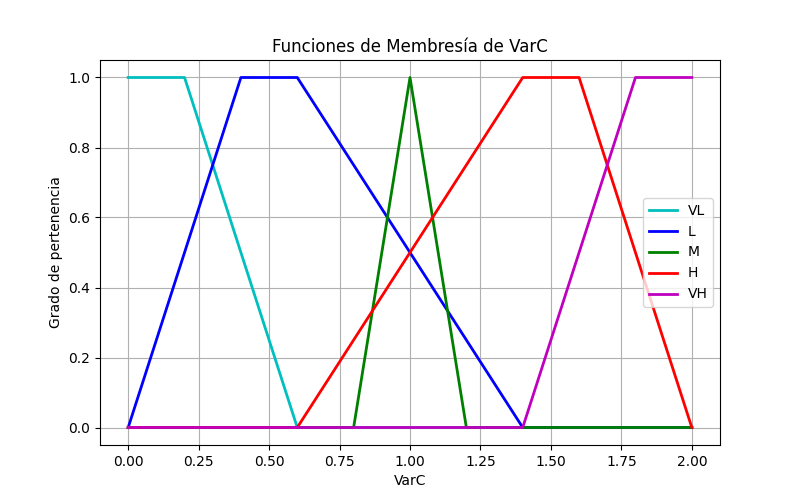 Funciones de Membresía de VarC
Grado de pertenencia
1.0
0.8
0.6
0.4
0.2
0.0
VL
L
M
H
VH
0.00 0.25 0.50 0.75 1.00 1.25 1.50 1.75 2.00
VarC